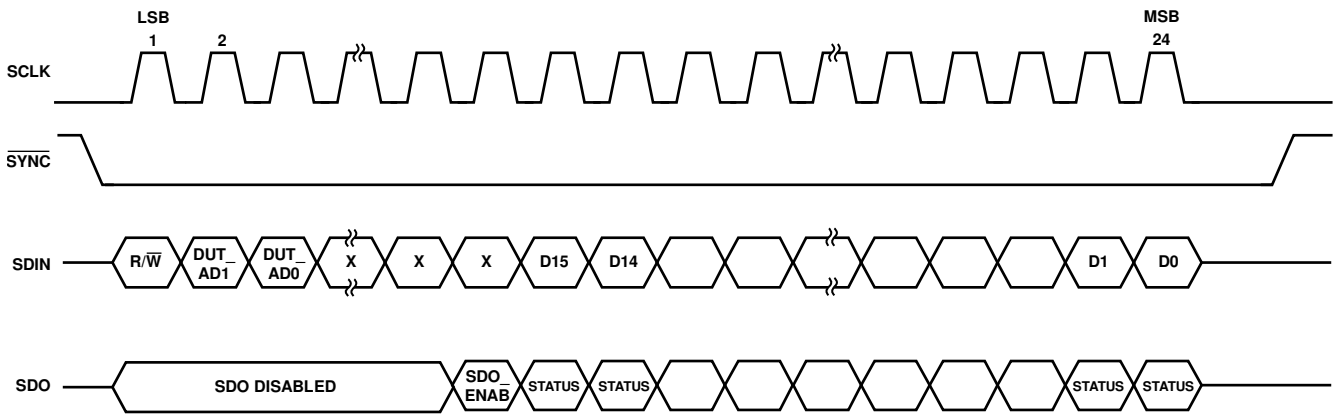 LSB MSB
1 2 24
SCLK
SYNC
SDIN R/W DUT_ AD1 DUT_ AD0 X X X D15 D14 D1 D0
SDO SDO DISABLED SDO_ ENAB STATUS STATUS STATUS STATUS